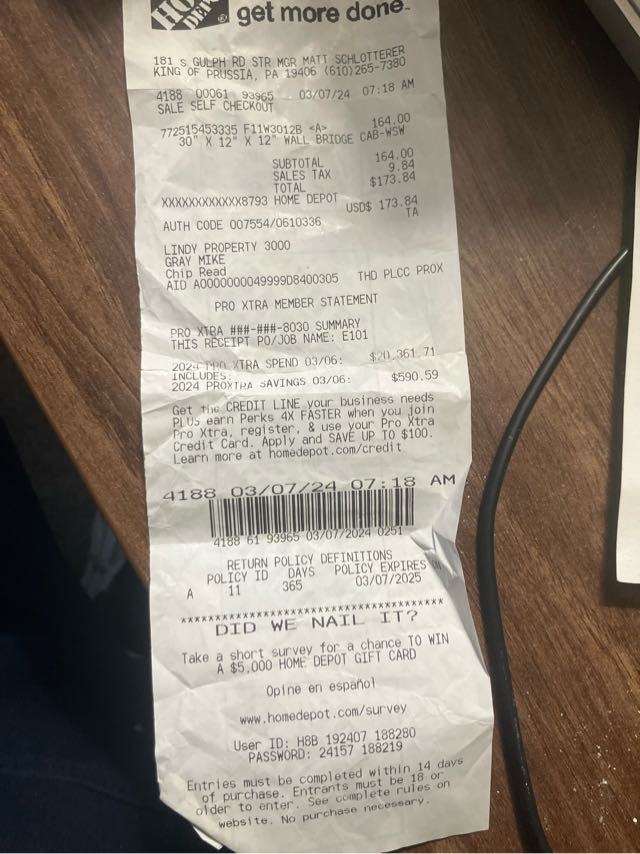 get more done.
181 S GULPH RD STR MGR MATT SCHLOTTERER
KING OF PRUSSIA, PA 19406 (610)265-7380
4188 00061 93965 03/07/24 07:18 AM
SALE SELF CHECKOUT
772515453335 F11W3012B <A> 164.00
30" X 12" X 12" WALL BRIDGE CAB-WSW
SUBTOTAL 164.00
SALES TAX 9.84
TOTAL $173.84
XXXXXXXXXXXX8793 HOME DEPOT
USD$ 173.84
AUTH CODE 007554/0610336 TA
LINDY PROPERTY 3000
GRAY MIKE
Chip Read
AID A0000000049999D8400305 THD PLCC PROX
PRO XTRA MEMBER STATEMENT
PRO XTRA ###-###-8030 SUMMARY
THIS RECEIPT PO/JOB NAME: E101
2024 PRO XTRA SPEND 03/06: $20,361.71
INCLUDES:
2024 PROXTRA SAVINGS 03/06: $590.59
Get the CREDIT LINE your business needs
PLUS earn Perks 4X FASTER when you join
Pro Xtra, register, & use your Pro Xtra
Credit Card. Apply and SAVE UP TO $100.
Learn more at homedepot.com/credit
4188 03/07/24 07:18 AM
4188 61 93965 03/07/2024 0251
RETURN POLICY DEFINITIONS
POLICY ID DAYS POLICY EXPIRES ON
A 11 365 03/07/2025
****************************************
DID WE NAIL IT?
Take a short survey for a chance TO WIN
A $5,000 HOME DEPOT GIFT CARD
Opine en español
www.homedepot.com/survey
User ID: H8B 192407 188280
PASSWORD: 24157 188219
Entries must be completed within 14 days
of purchase. Entrants must be 18 or
older to enter. See complete rules on
website. No purchase necessary.